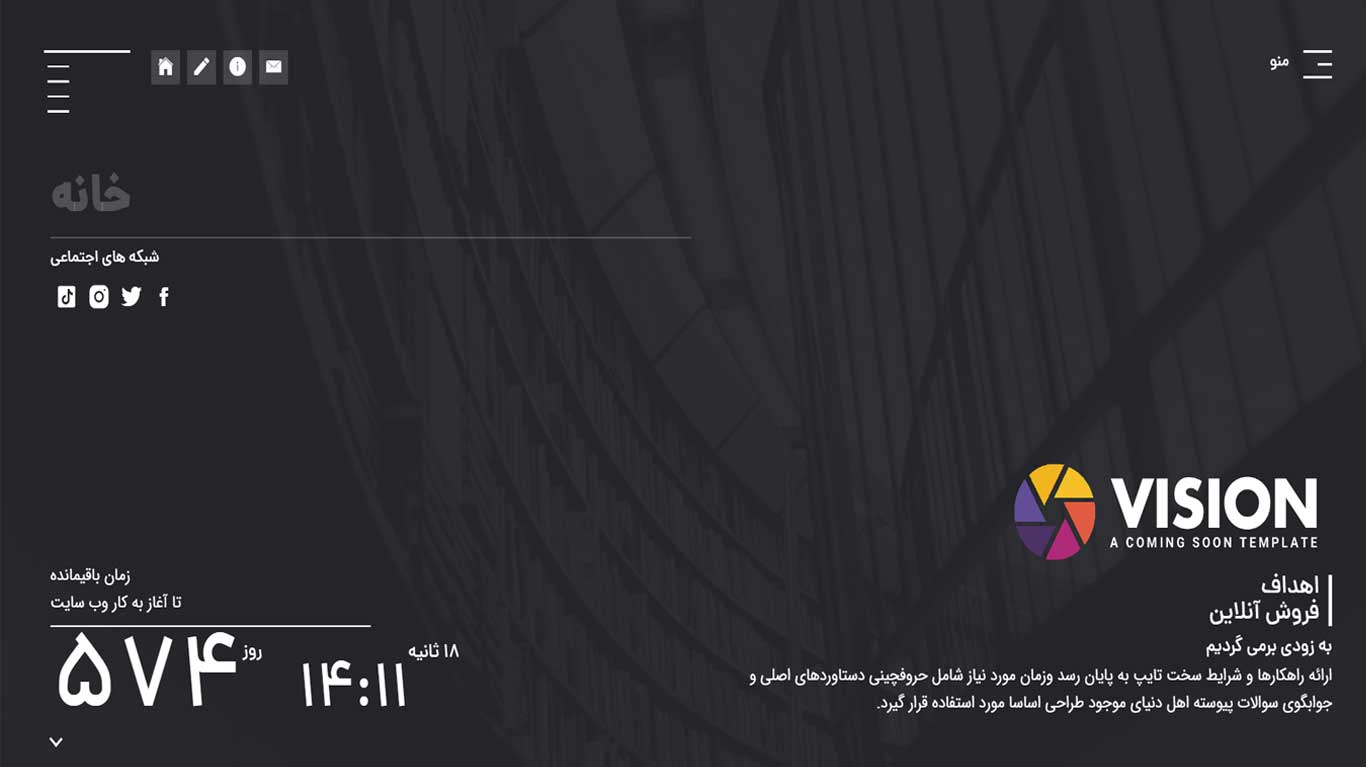 منو
خانه
شبکه های اجتماعی
VISION
A COMING SOON TEMPLATE
اهداف
فروش آنلاین
به زودی برمی گردیم
ارائه راهکارها و شرایط سخت تایپ به پایان رسد وزمان مورد نیاز شامل حروفچینی دستاوردهای اصلی و
جوابگوی سوالات پیوسته اهل دنیای موجود طراحی اساسا مورد استفاده قرار گیرد.
زمان باقیمانده
تا آغاز به کار وب سایت
۵۷۴ روز
۱۴:۱۱ ۱۸ ثانیه